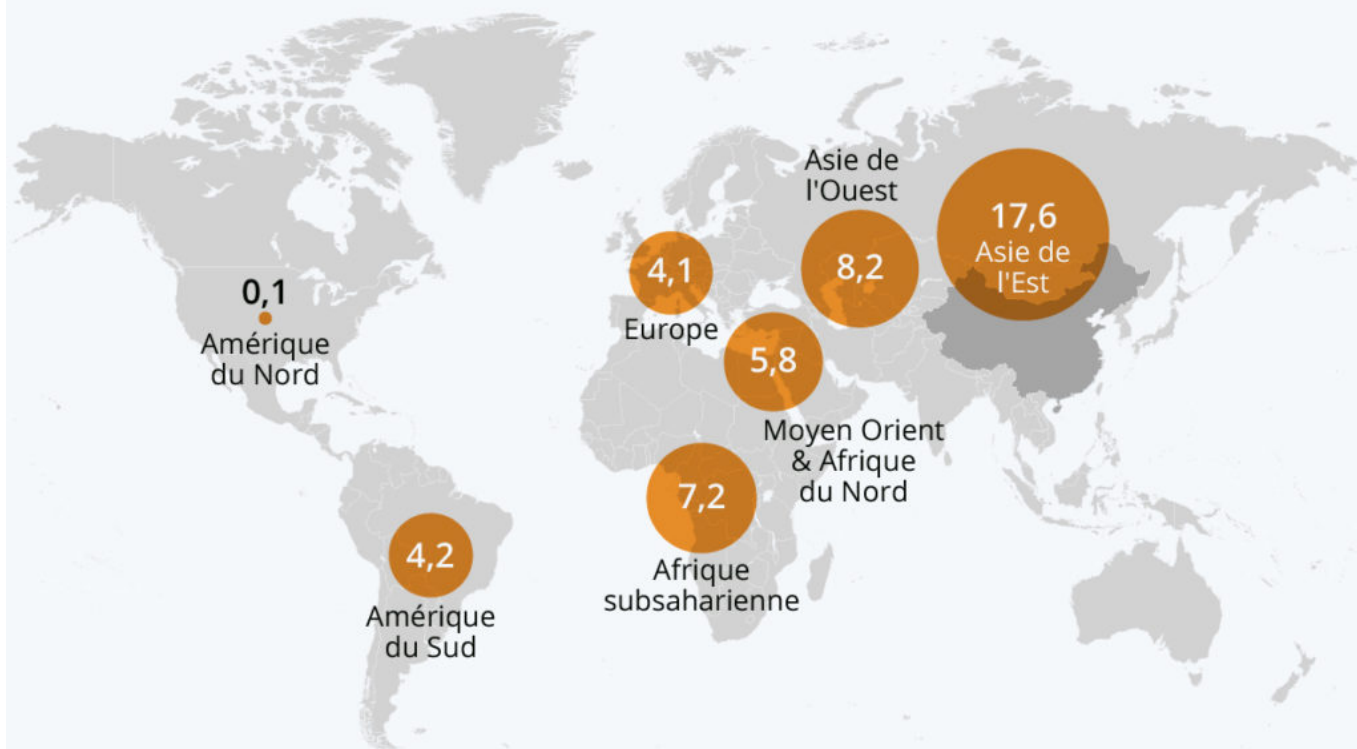 Asie de
l'Ouest
17,6
Asie de
l'Est
8,2
4,1
Europe
0,1
Amérique
du Nord
5,8
Moyen Orient
& Afrique
du Nord
7,2
Afrique
subsaharienne
4,2
Amérique
du Sud